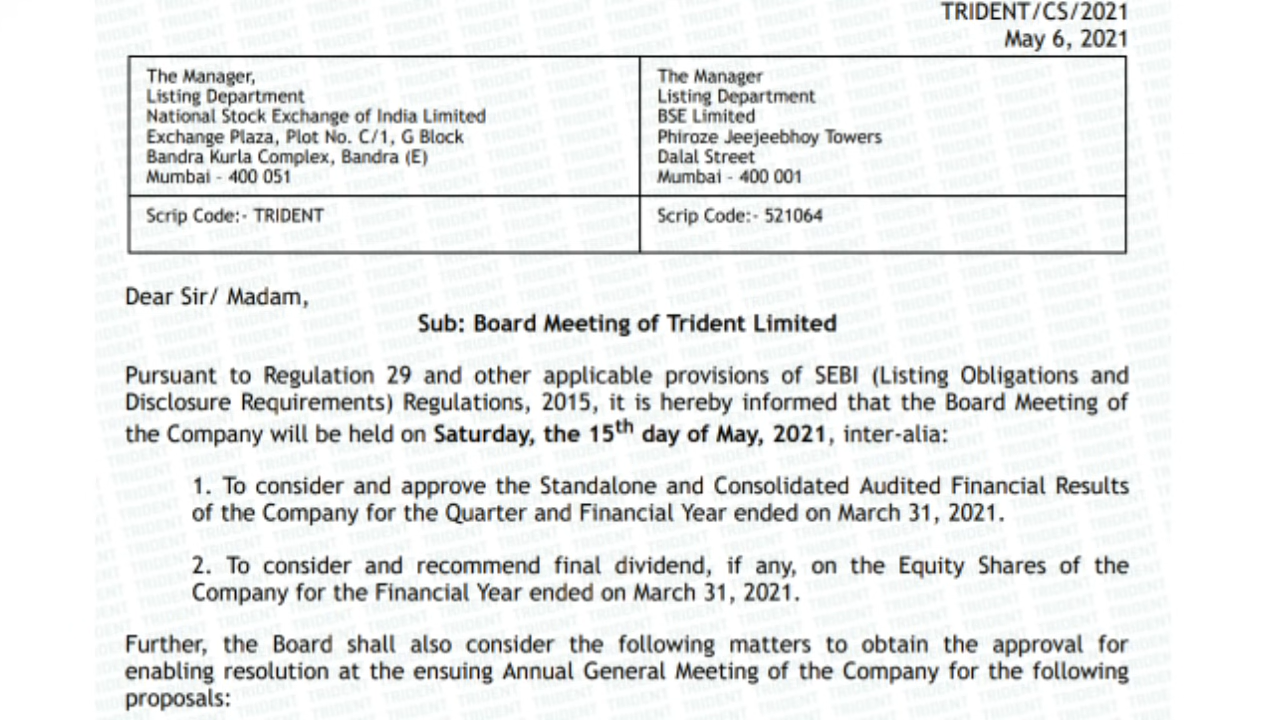 TRIDENT/CS/2021
May 6, 2021
The Manager,
Listing Department
National Stock Exchange of India Limited
Exchange Plaza, Plot No. C/1, G Block
Bandra Kurla Complex, Bandra (E)
Mumbai - 400 051
The Manager
Listing Department
BSE Limited
Phiroze Jeejeebhoy Towers
Dalal Street
Mumbai - 400 001
Scrip Code:- TRIDENT
Scrip Code:- 521064
Dear Sir/ Madam,
Sub: Board Meeting of Trident Limited
Pursuant to Regulation 29 and other applicable provisions of SEBI (Listing Obligations and
Disclosure Requirements) Regulations, 2015, it is hereby informed that the Board Meeting of
the Company will be held on Saturday, the 15th day of May, 2021, inter-alia:
1. To consider and approve the Standalone and Consolidated Audited Financial Results
of the Company for the Quarter and Financial Year ended on March 31, 2021.
2. To consider and recommend final dividend, if any, on the Equity Shares of the
Company for the Financial Year ended on March 31, 2021.
Further, the Board shall also consider the following matters to obtain the approval for
enabling resolution at the ensuing Annual General Meeting of the Company for the following
proposals: